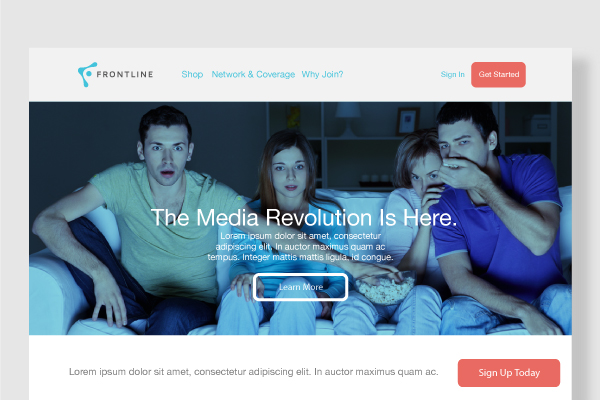 FRONTLINE
Shop Network & Coverage Why Join?
Sign In
Get Started
The Media Revolution Is Here.
Lorem ipsum dolor sit amet, consectetur
adipiscing elit. In auctor maximus quam ac
tempus. Integer mattis mattis ligula, id congue.
Learn More
Lorem ipsum dolor sit amet, consectetur adipiscing elit. In auctor maximus quam ac.
Sign Up Today